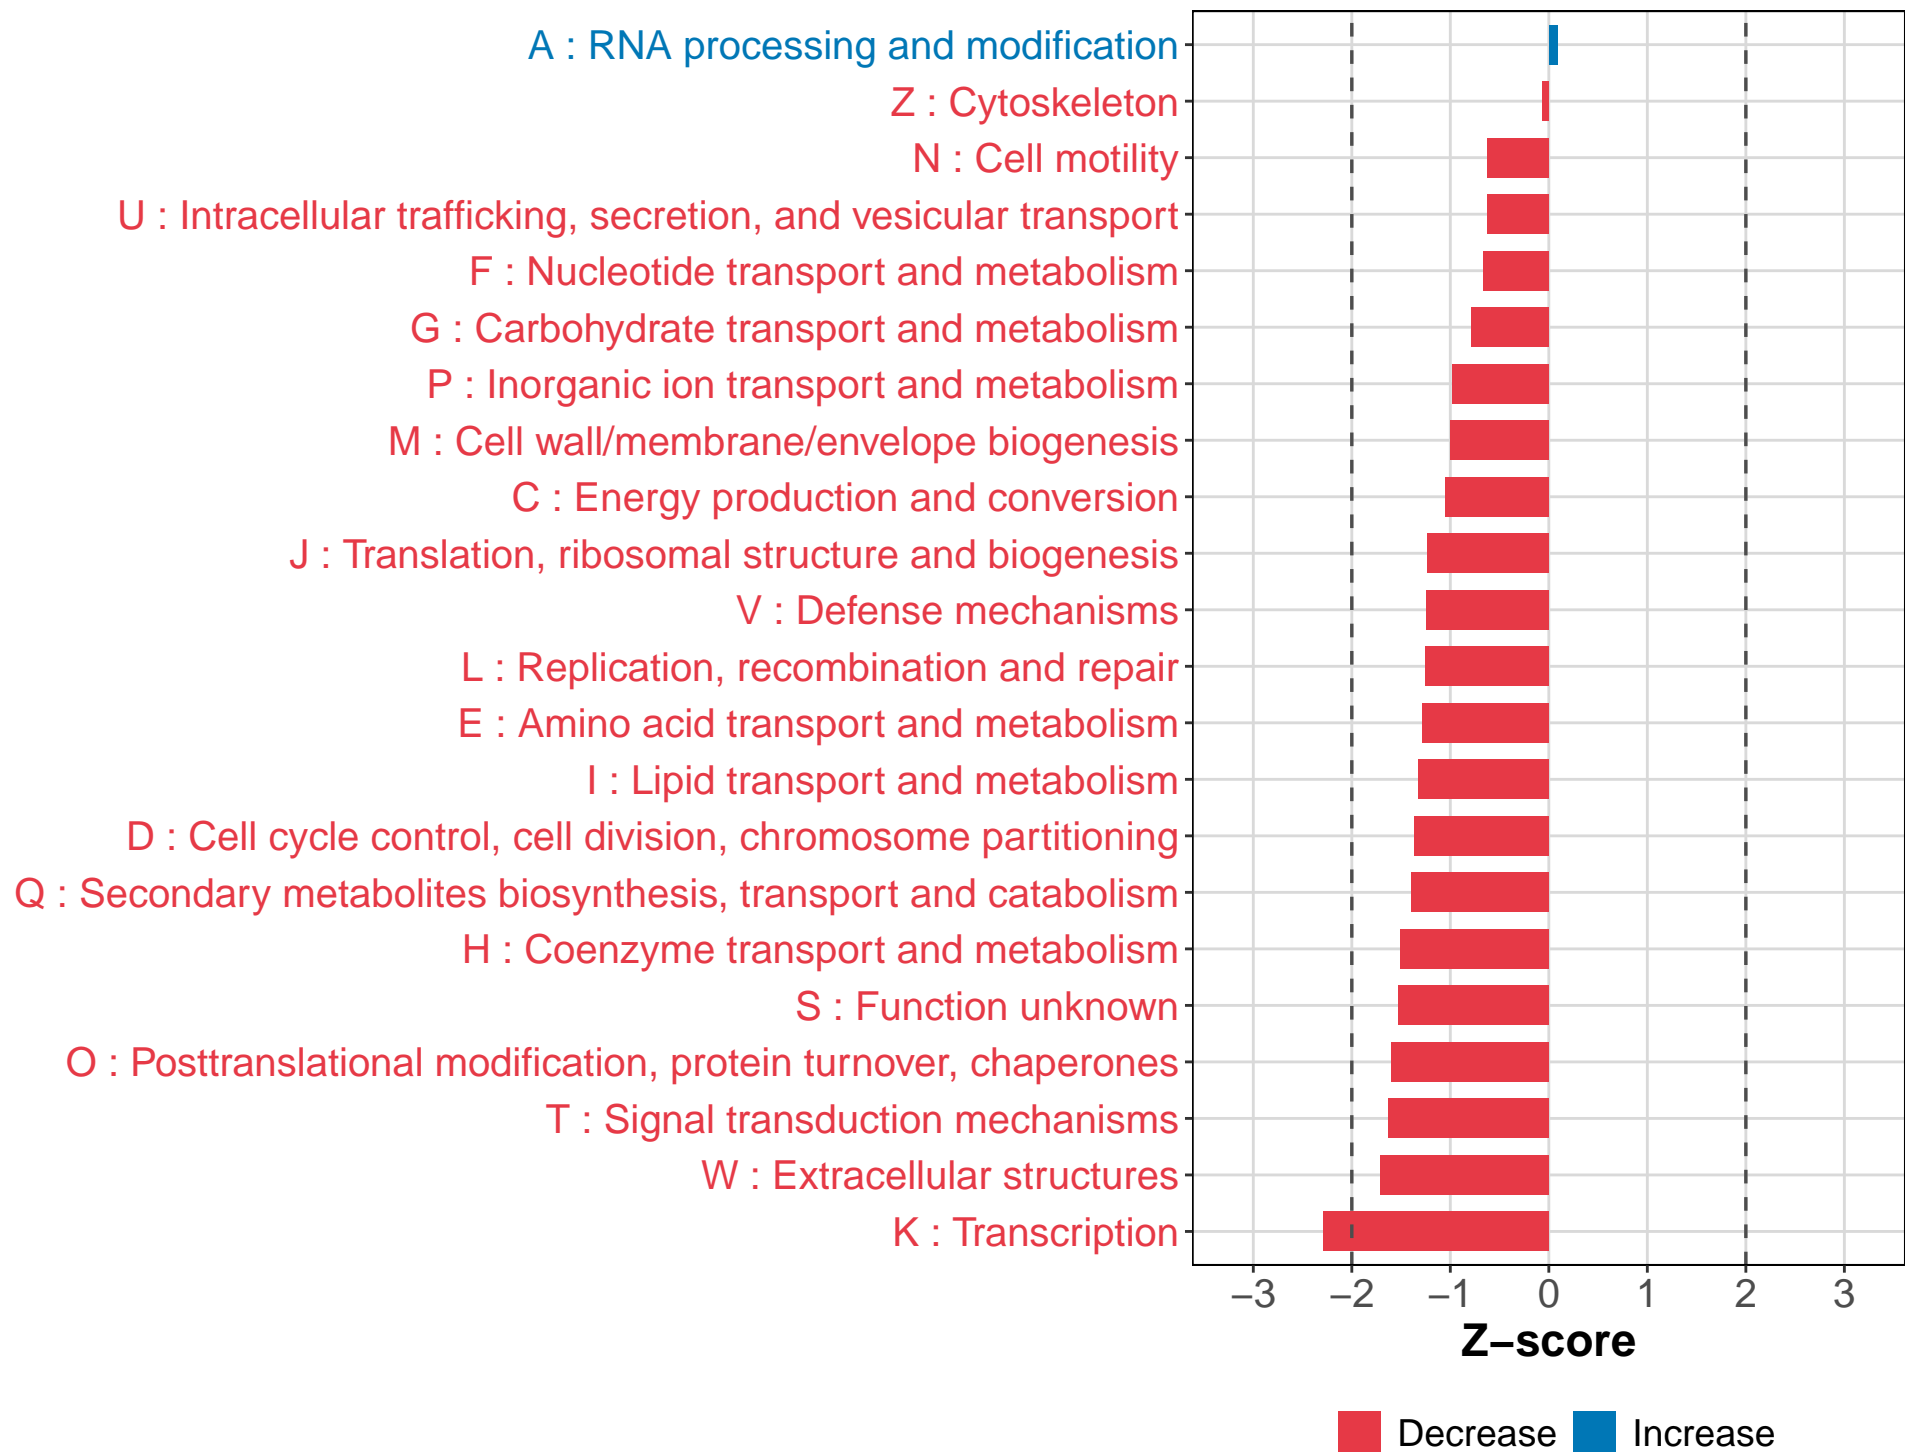 A : RNA processing and modification
Z : Cytoskeleton
N : Cell motility
U : Intracellular trafficking, secretion, and vesicular transport
F : Nucleotide transport and metabolism
G : Carbohydrate transport and metabolism
P : Inorganic ion transport and metabolism
M : Cell wall/membrane/envelope biogenesis
C : Energy production and conversion
J : Translation, ribosomal structure and biogenesis
V : Defense mechanisms
L : Replication, recombination and repair
E : Amino acid transport and metabolism
I : Lipid transport and metabolism
D : Cell cycle control, cell division, chromosome partitioning
Q : Secondary metabolites biosynthesis, transport and catabolism
H : Coenzyme transport and metabolism
S : Function unknown
O : Posttranslational modification, protein turnover, chaperones
T : Signal transduction mechanisms
W : Extracellular structures
K : Transcription
−3 −2 −1 0 1 2 3
Z−score
Decrease Increase